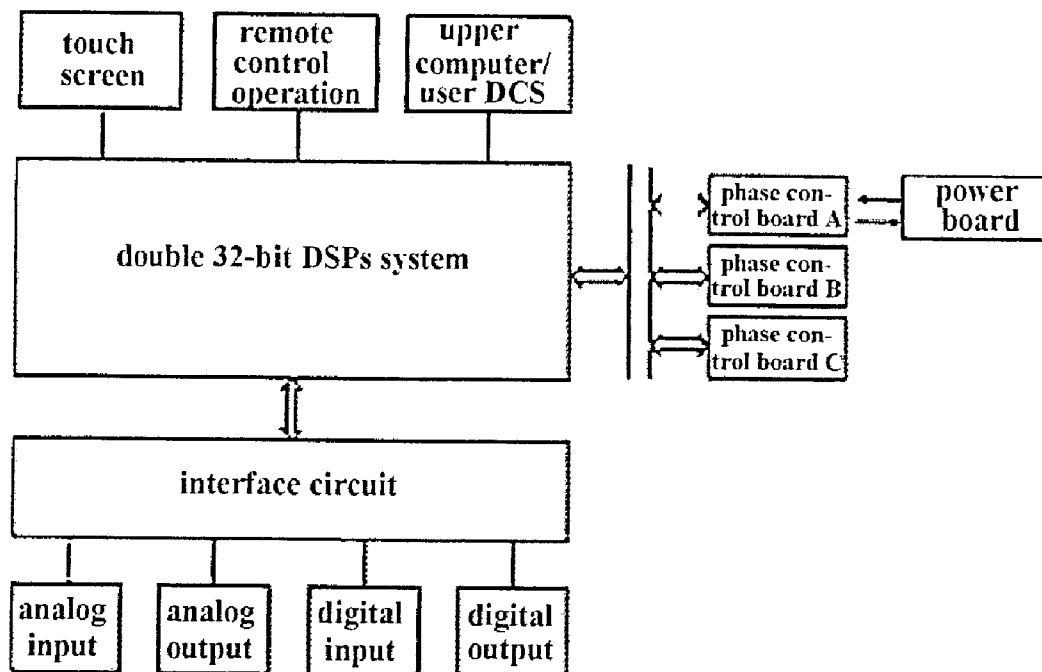 touch
screen
remote
control
operation
upper
computer/
user DCS
double 32-bit DSPs system
phase con-
trol board A
power
board
phase con-
trol board B
phase con-
trol board C
interface circuit
analog
input
analog
output
digital
input
digital
output